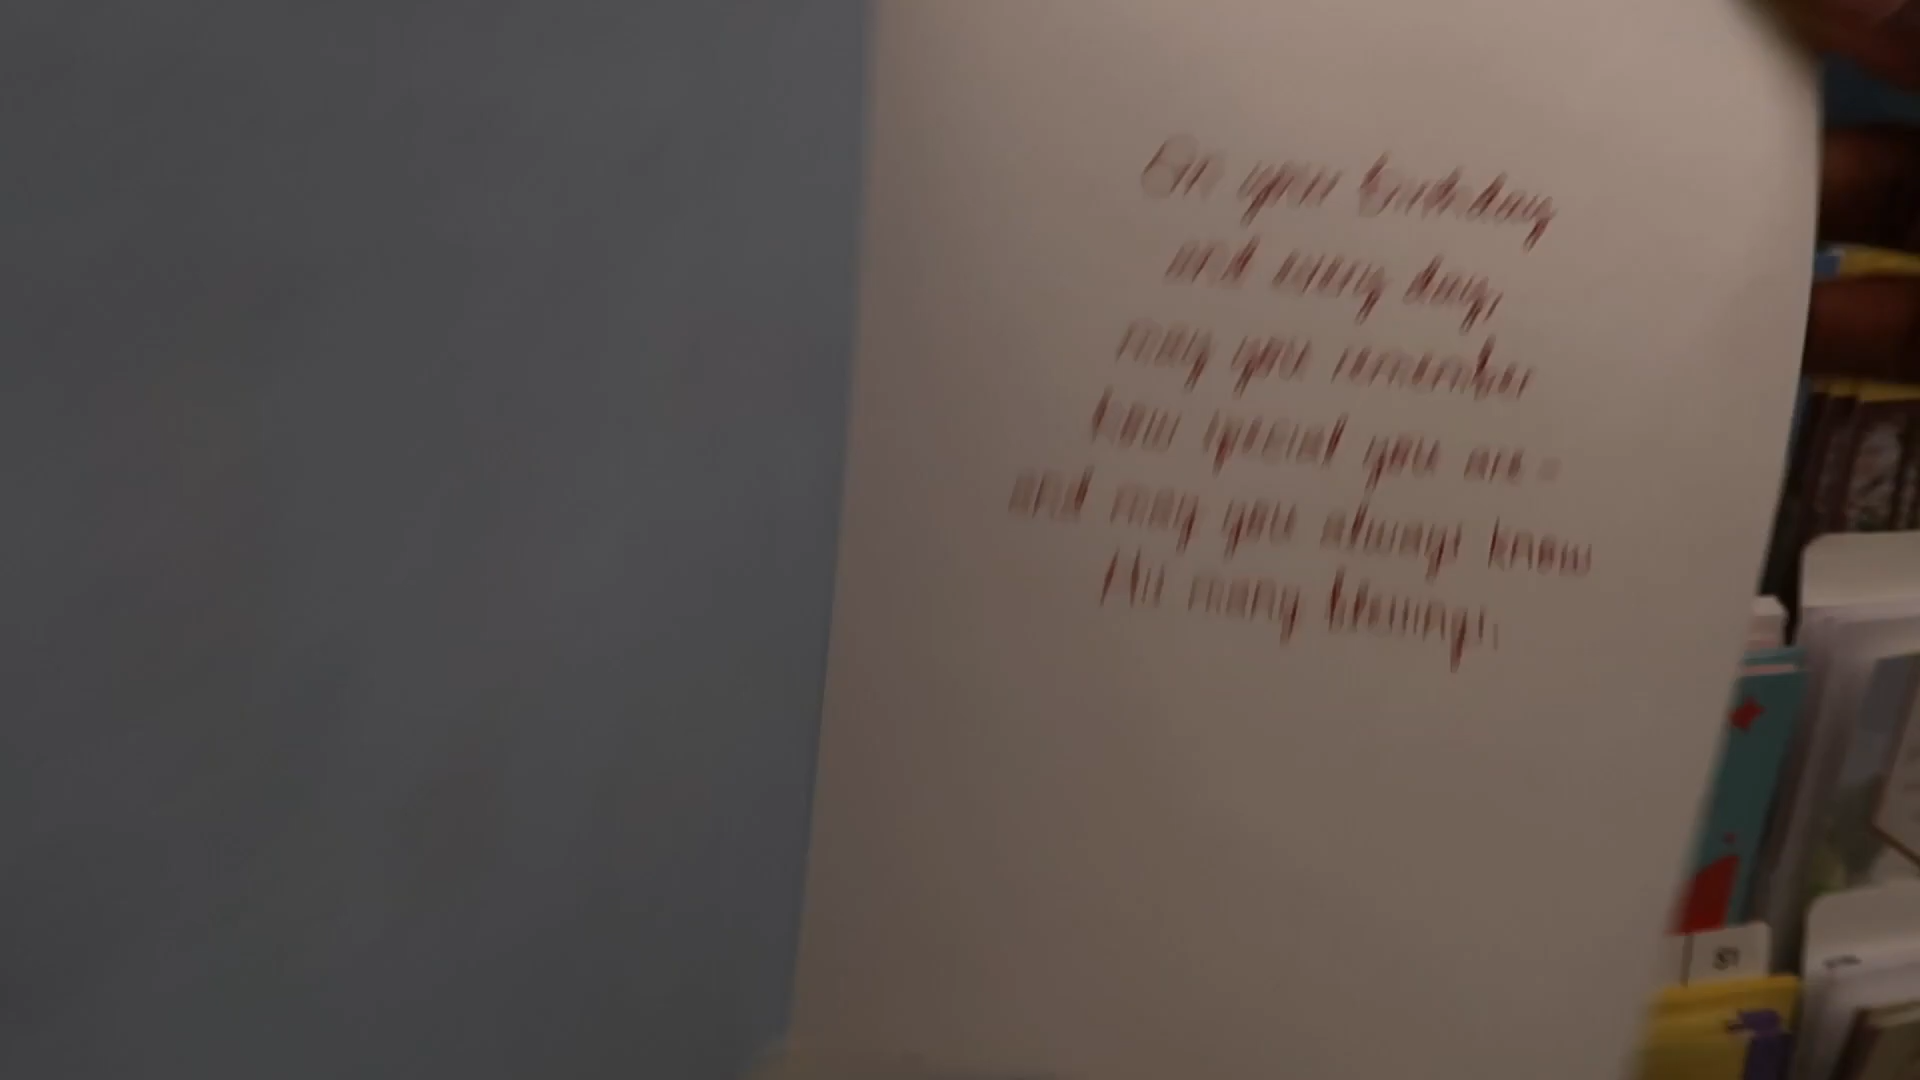 On your birthday
and every day,
may you remember
how special you are -
and may you always know
His many blessings.
$1